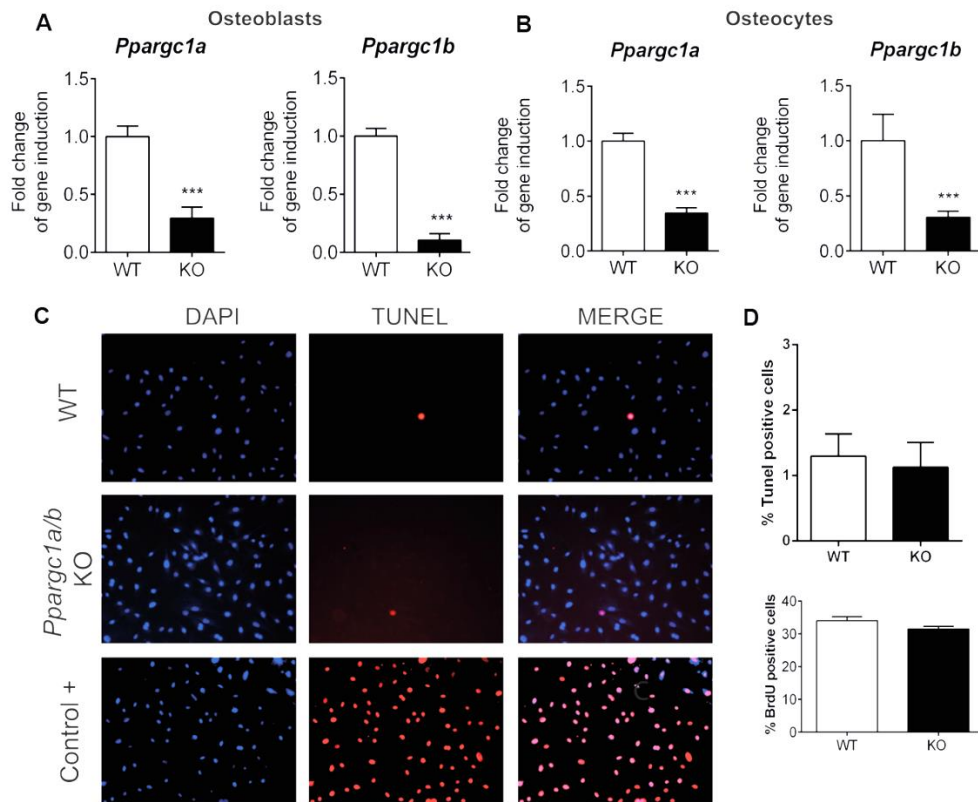 A
Osteoblasts
Ppargc1a
Fold change
of gene induction
1.5
1.0
0.5
0.0
***
WT
KO
Ppargc1b
Fold change
of gene induction
1.5
1.0
0.5
0.0
***
WT
KO
B
Osteocytes
Ppargc1a
Fold change
of gene induction
1.5
1.0
0.5
0.0
***
WT
KO
Ppargc1b
Fold change
of gene induction
1.5
1.0
0.5
0.0
***
WT
KO
C
DAPI
TUNEL
MERGE
WT
Ppargc1a/b
KO
Control +
C
D
% Tunel positive cells
3
2
1
0
WT
KO
% BrdU positive cells
40
30
20
10
0
WT
KO